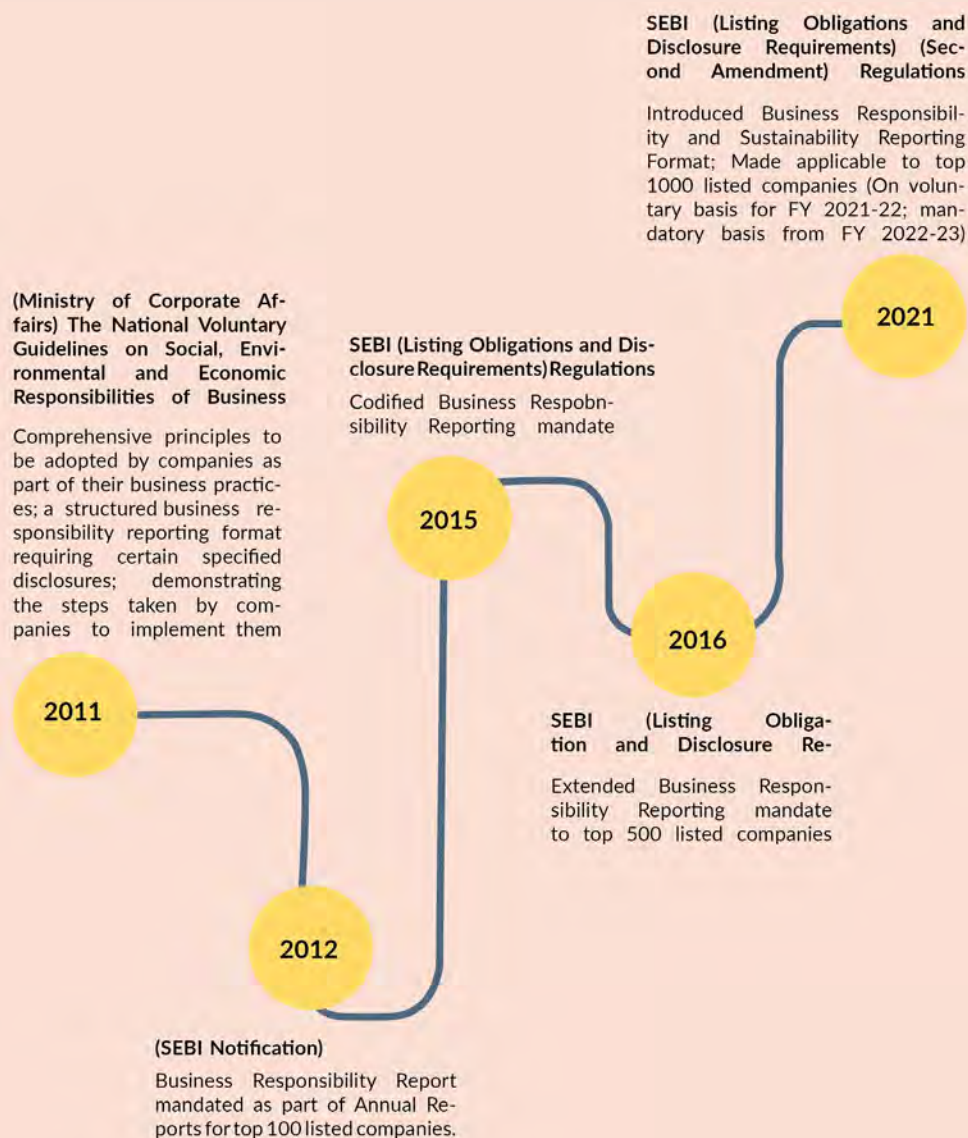 SEBI (Listing Obligations and
Disclosure Requirements) (Sec-
ond Amendment) Regulations
Introduced Business Responsibil-
ity and Sustainability Reporting
Format; Made applicable to top
1000 listed companies (On volun-
tary basis for FY 2021-22; man-
datory basis from FY 2022-23)
2021
(Ministry of Corporate Af-
fairs) The National Voluntary
Guidelines on Social, Envi-
ronmental and Economic
Responsibilities of Business
Comprehensive principles to
be adopted by companies as
part of their business practic-
es; a structured business re-
sponsibility reporting format
requiring certain specified
disclosures; demonstrating
the steps taken by com-
panies to implement them
2011
SEBI (Listing Obligations and Dis-
closure Requirements) Regulations
Codified Business Respobn-
sibility Reporting mandate
2015
2016
SEBI (Listing Obliga-
tion and Disclosure Re-
Extended Business Respon-
sibility Reporting mandate
to top 500 listed companies
2012
(SEBI Notification)
Business Responsibility Report
mandated as part of Annual Re-
ports for top 100 listed companies.